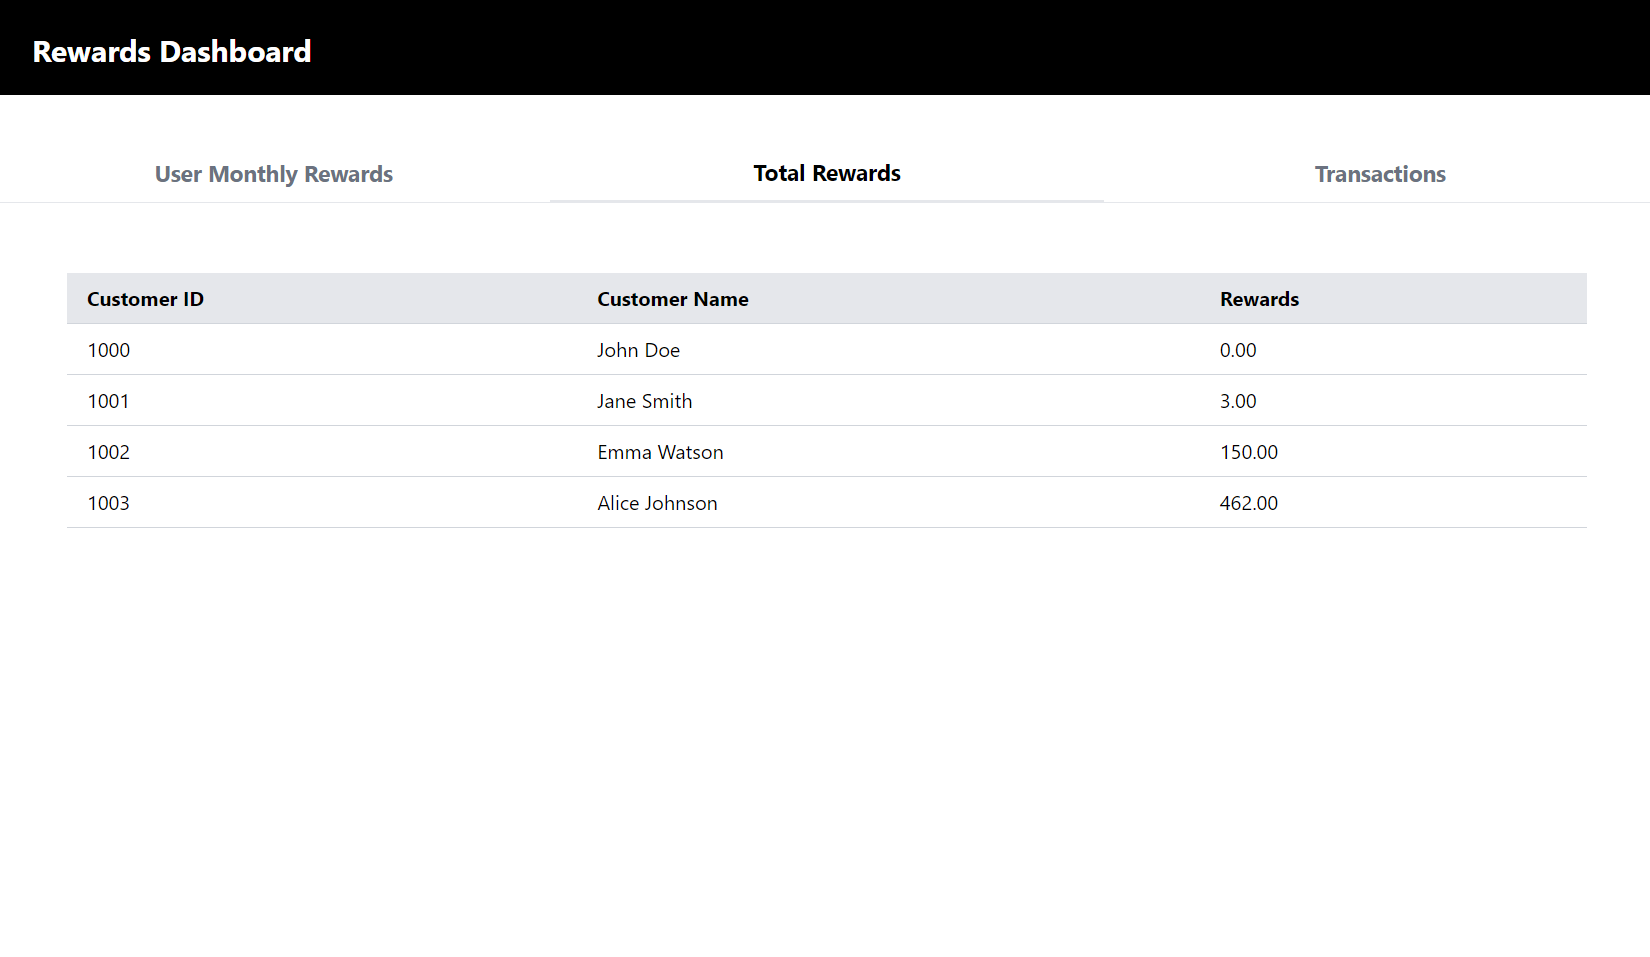 Rewards Dashboard
User Monthly Rewards Total Rewards Transactions
Customer ID Customer Name Rewards
1000 John Doe 0.00
1001 Jane Smith 3.00
1002 Emma Watson 150.00
1003 Alice Johnson 462.00